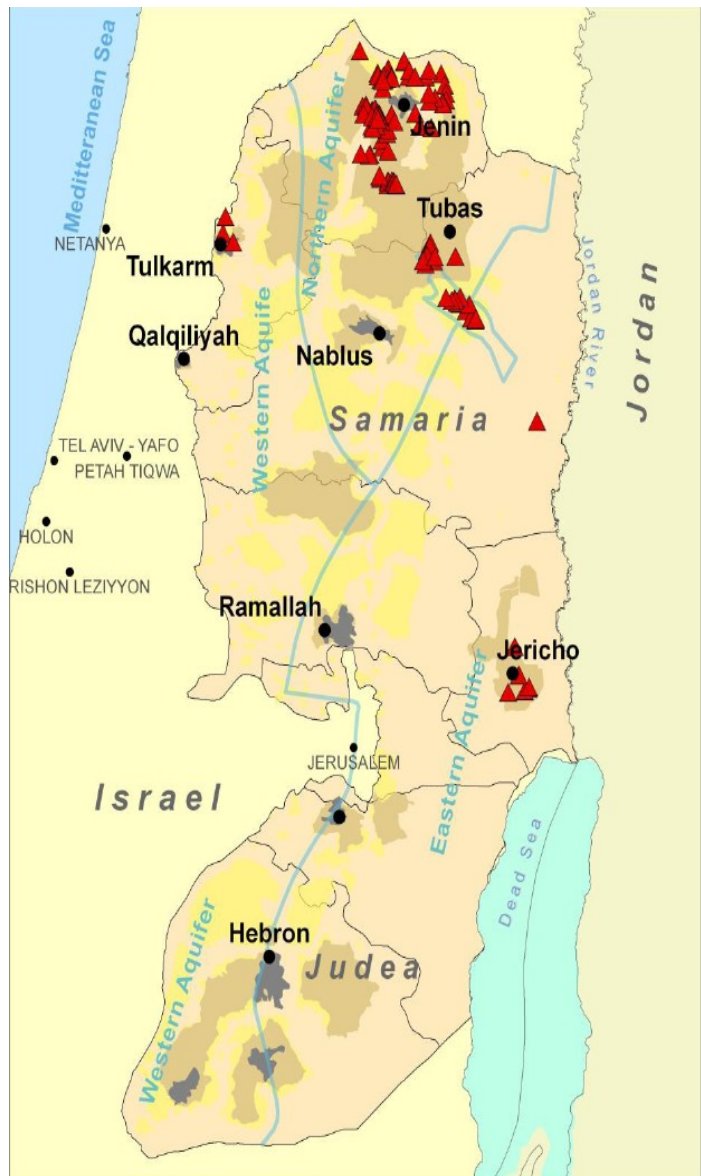 Mediterranean Sea
Jenin
Northern Aquifer
Tubas
NETANYA
Tulkarm
Jordan River
Jordan
Qalqiliyah
Western Aquife
Nablus
Samaria
TEL AVIV - YAFO
PETAH TIQWA
HOLON
RISHON LEZIYYON
Ramallah
Jericho
Eastern Aquifer
JERUSALEM
Israel
Dead Sea
Hebron
Judea
Western Aquifer